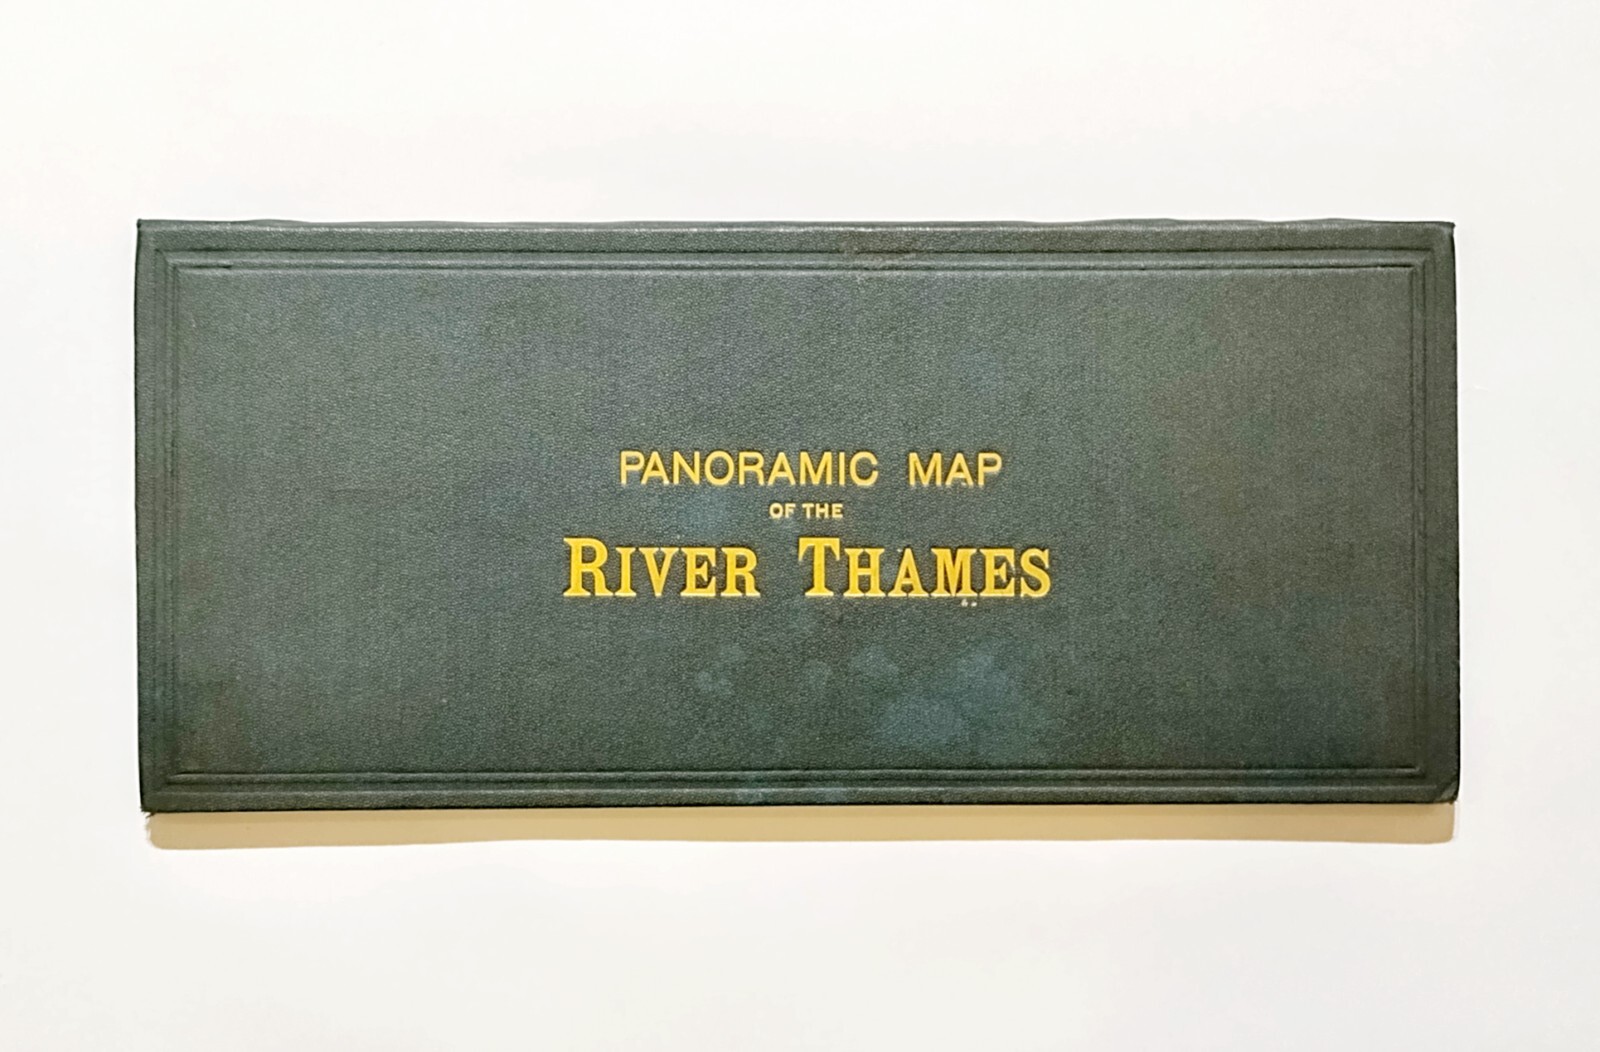 PANORAMIC MAP
OF THE
RIVER THAMES